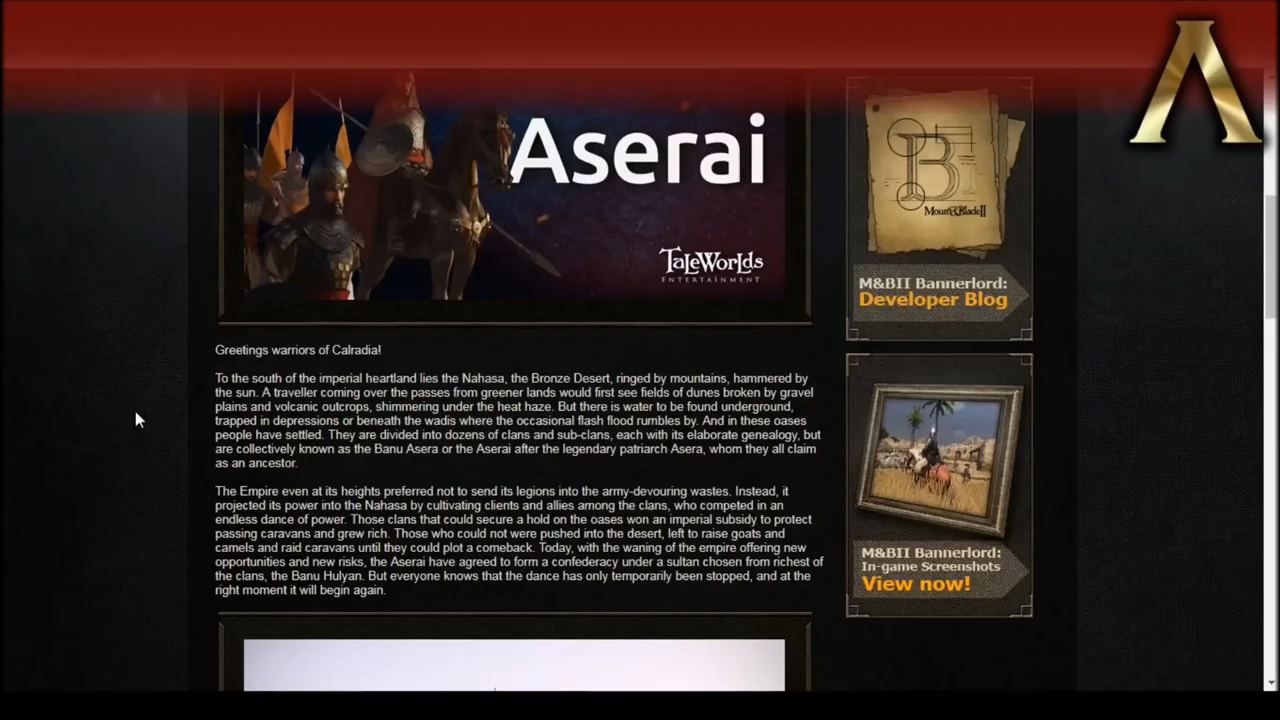 Λ
Aserai
TaleWorlds
ENTERTAINMENT
Greetings warriors of Calradia!
To the south of the imperial heartland lies the Nahasa, the Bronze Desert, ringed by mountains, hammered by
the sun. A traveller coming over the passes from greener lands would first see fields of dunes broken by gravel
plains and volcanic outcrops, shimmering under the heat haze. But there is water to be found underground,
trapped in depressions or beneath the wadis where the occasional flash flood rumbles by. And in these oases
people have settled. They are divided into dozens of clans and sub-clans, each with its elaborate genealogy, but
are collectively known as the Banu Asera or the Aserai after the legendary patriarch Asera, whom they all claim
as an ancestor.
The Empire even at its heights preferred not to send its legions into the army-devouring wastes. Instead, it
projected its power into the Nahasa by cultivating clients and allies among the clans, who competed in an
endless dance of power. Those clans that could secure a hold on the oases won an imperial subsidy to protect
passing caravans and grew rich. Those who could not were pushed into the desert, left to raise goats and
camels and raid caravans until they could plot a comeback. Today, with the waning of the empire offering new
opportunities and new risks, the Aserai have agreed to form a confederacy under a sultan chosen from richest of
the clans, the Banu Hulyan. But everyone knows that the dance has only temporarily been stopped, and at the
right moment it will begin again.
B
Mount&Blade II
M&BII Bannerlord:
Developer Blog
M&BII Bannerlord:
In-game Screenshots
View now!